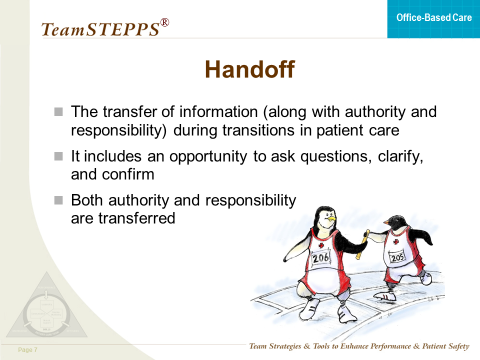 Office-Based Care
TeamSTEPPS®
Handoff
The transfer of information (along with authority and
responsibility) during transitions in patient care
It includes an opportunity to ask questions, clarify,
and confirm
Both authority and responsibility
are transferred
206
205
Page 7
Team Strategies & Tools to Enhance Performance & Patient Safety